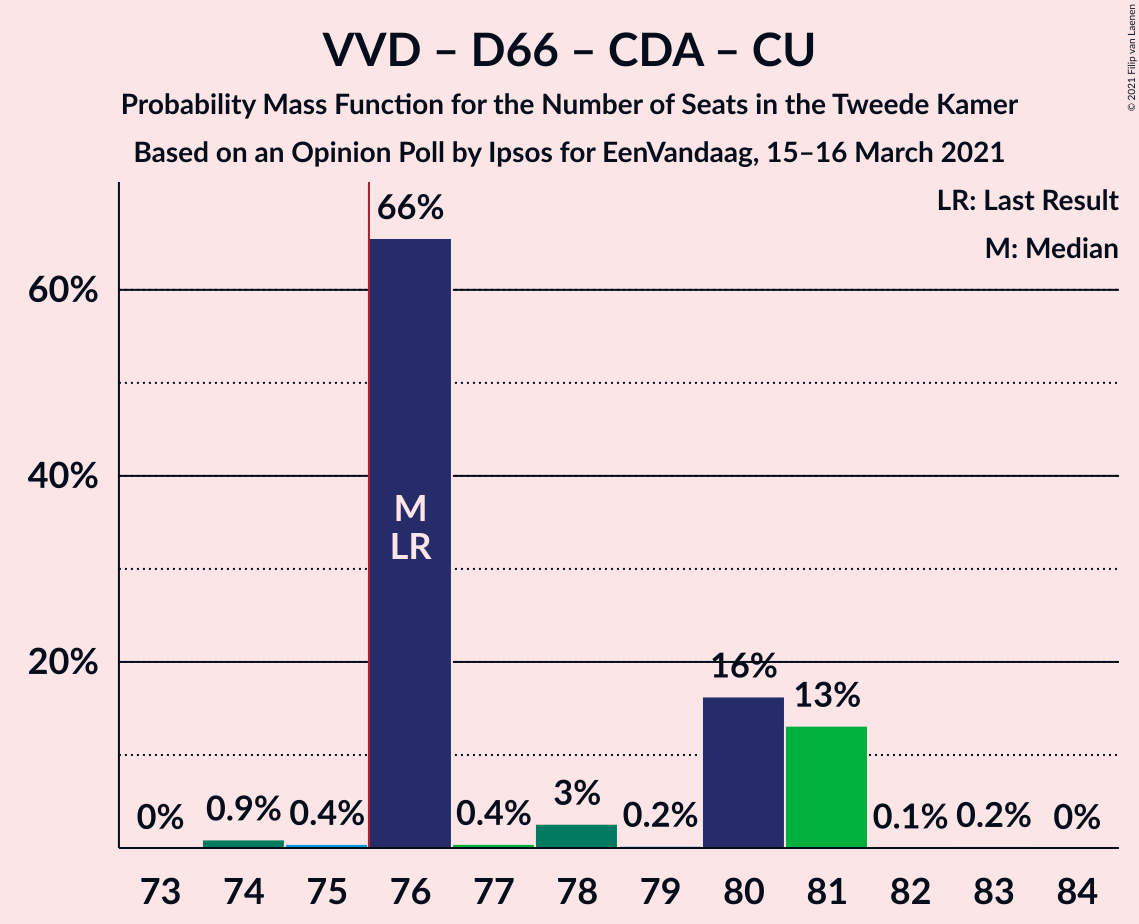 VVD – D66 – CDA – CU
Probability Mass Function for the Number of Seats in the Tweede Kamer
Based on an Opinion Poll by Ipsos for EenVandaag, 15–16 March 2021
© 2021 Filip van Laenen
LR: Last Result
M: Median
60%
40%
20%
0%
0.9%
0.4%
66%
M
LR
0.4%
3%
0.2%
16%
13%
0.1%
0.2%
0%
73 74 75 76 77 78 79 80 81 82 83 84